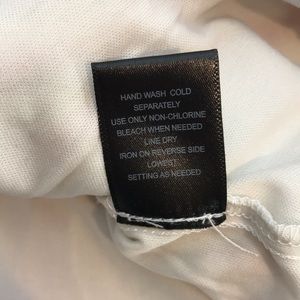 HAND WASH COLD
SEPARATELY
USE ONLY NON-CHLORINE
BLEACH WHEN NEEDED
LINE DRY
IRON ON REVERSE SIDE
LOWEST
SETTING AS NEEDED